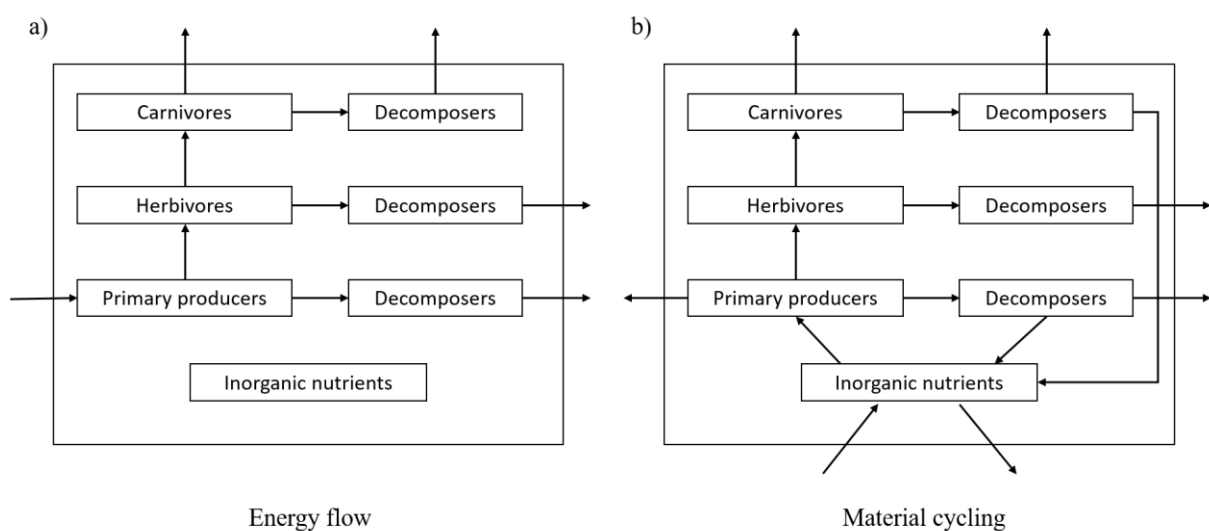 a)
Carnivores
Decomposers
Herbivores
Decomposers
Primary producers
Decomposers
Inorganic nutrients
Energy flow
b)
Carnivores
Decomposers
Herbivores
Decomposers
Primary producers
Decomposers
Inorganic nutrients
Material cycling